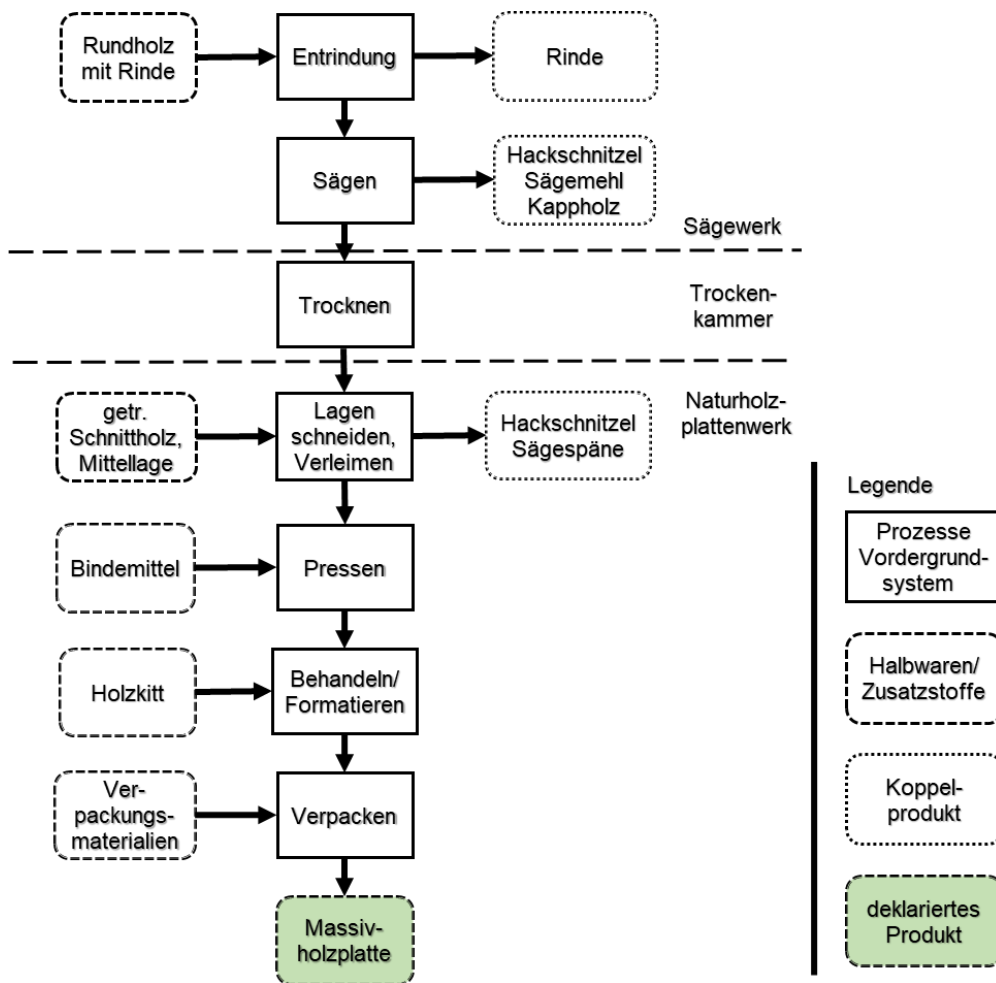 Rundholz
mit Rinde
Entrindung
Rinde
Sägen
Hackschnitzel
Sägemehl
Kappholz
Sägewerk
Trocknen
Trocken-
kammer
getr.
Schnittholz,
Mittellage
Lagen
schneiden,
Verleimen
Hackschnitzel
Sägespäne
Naturholz-
plattenwerk
Bindemittel
Pressen
Holzkitt
Behandeln/
Formatieren
Ver-
packungs-
materialien
Verpacken
Massiv-
holzplatte
Legende
Prozesse
Vordergrund-
system
Halbwaren/
Zusatzstoffe
Koppel-
produkt
deklariertes
Produkt